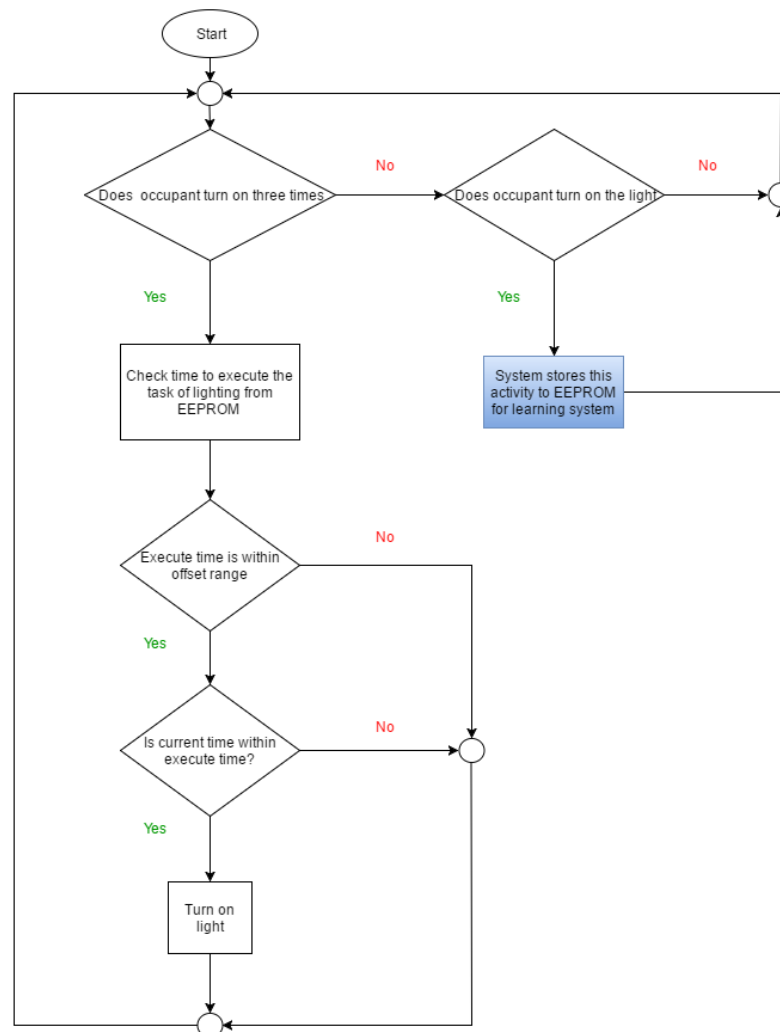 Start
Does  occupant turn on three times
No
Does occupant turn on the light
No
Yes
Yes
Check time to execute the
task of lighting from
EEPROM
System stores this
activity to EEPROM
for learning system
Execute time is within
offset range
No
Yes
Is current time within
execute time?
No
Yes
Turn on
light